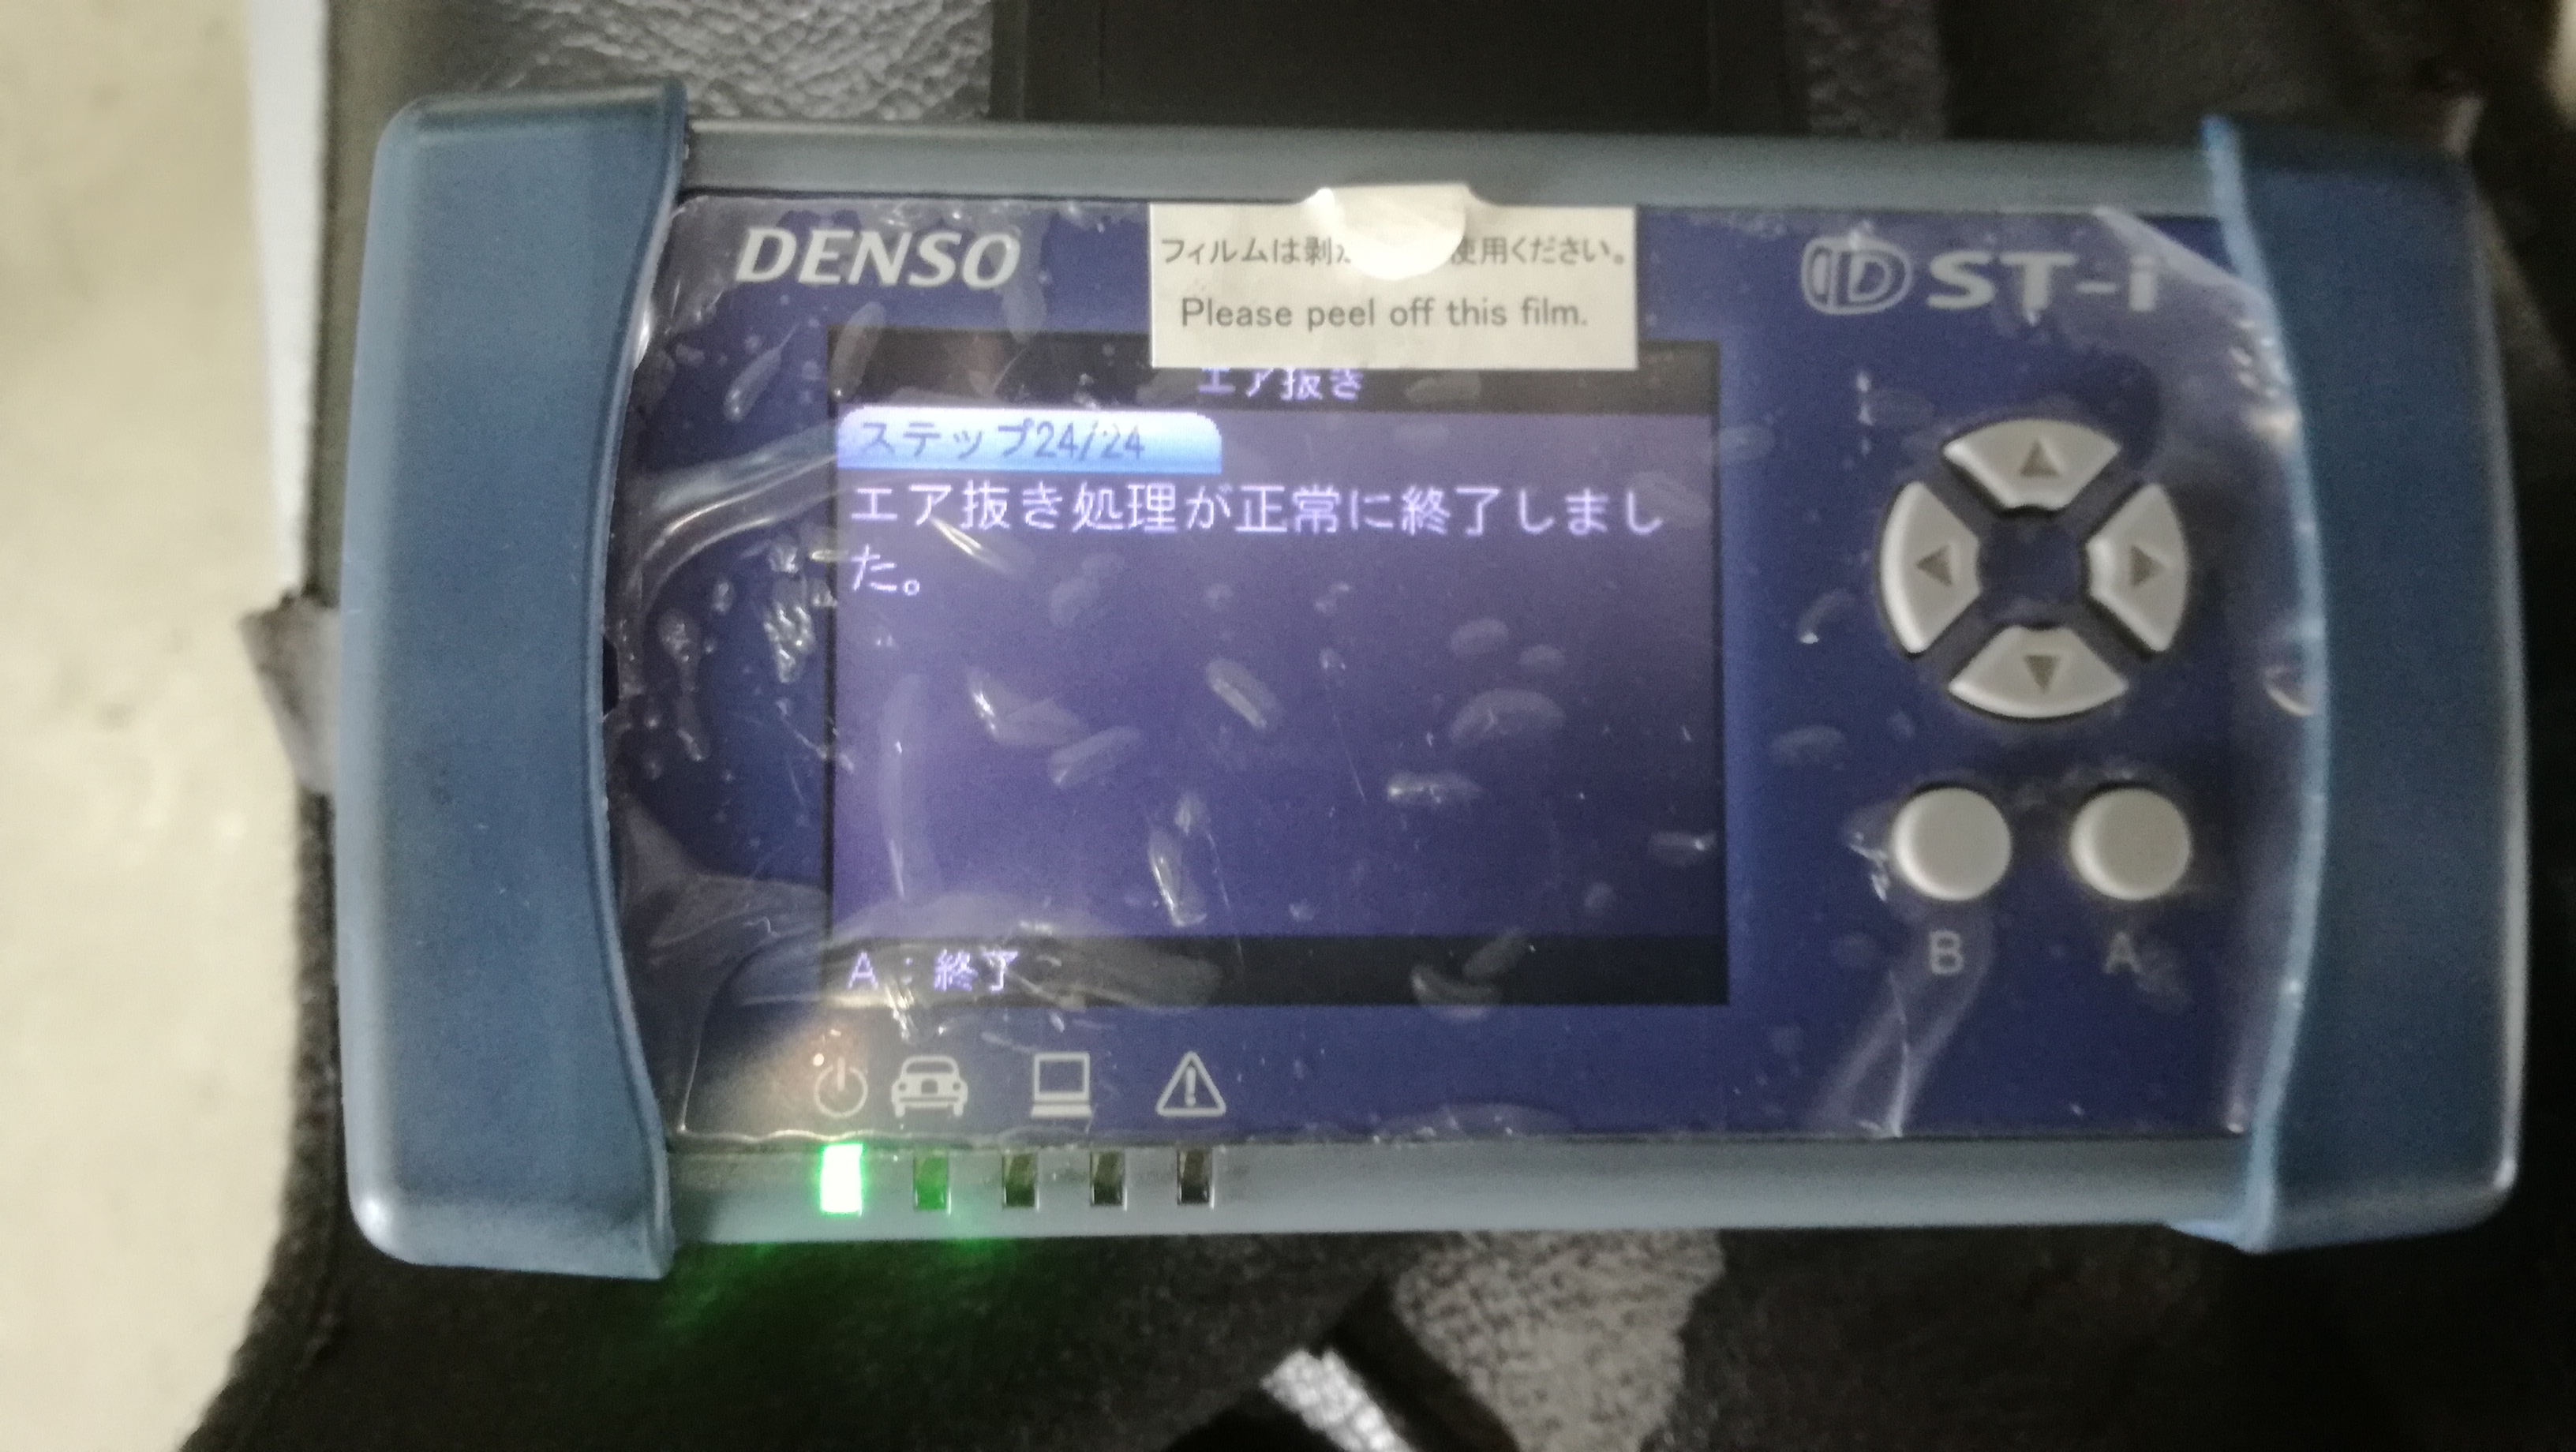 DENSO
DST-i
フィルムは剥が 使用ください。
Please peel off this film.
エア抜き
ステップ24/24
エア抜き処理が正常に終了しまし
た。
A:終了
B A